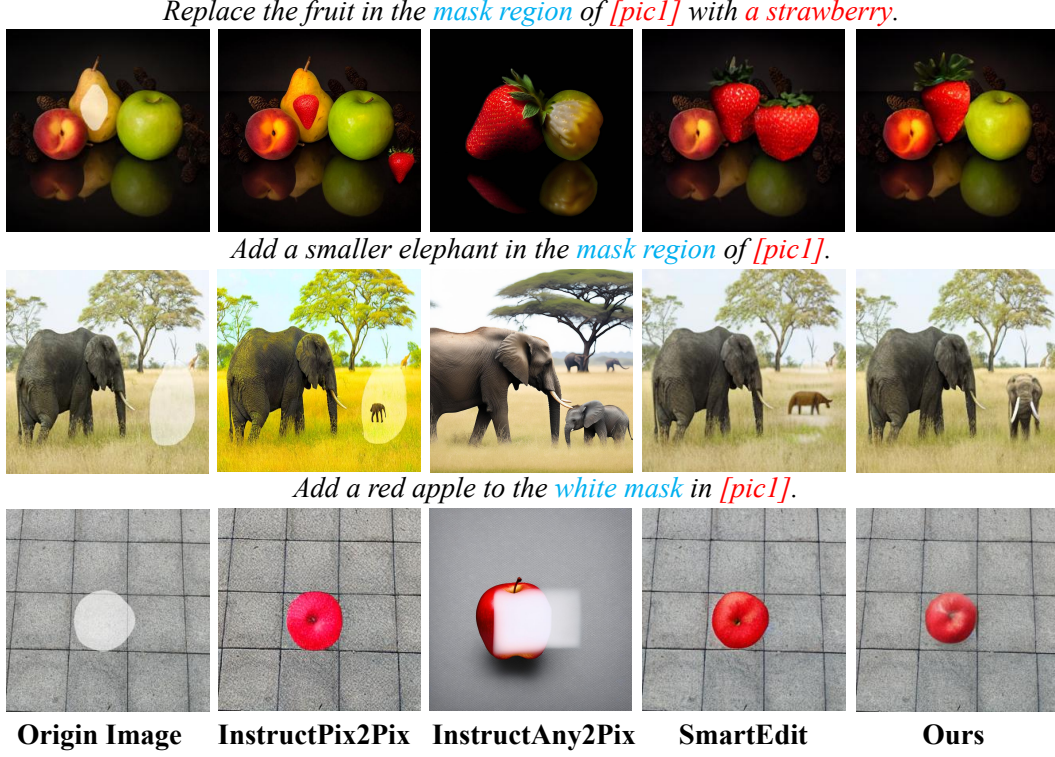 Replace the fruit in the mask region of [pic1] with a strawberry.
Add a smaller elephant in the mask region of [pic1].
Add a red apple to the white mask in [pic1].
Origin Image InstructPix2Pix InstructAny2Pix SmartEdit Ours